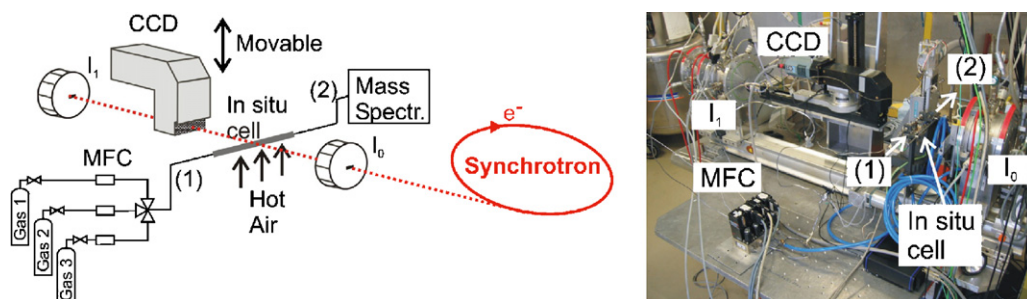 CCD
Movable
I1
In situ
cell
(2)
Mass
Spectr.
e-
Synchrotron
I0
MFC
(1)
Hot
Air
Gas 1
Gas 2
Gas 3
CCD
(2)
I1
(1)
I0
MFC
In situ
cell